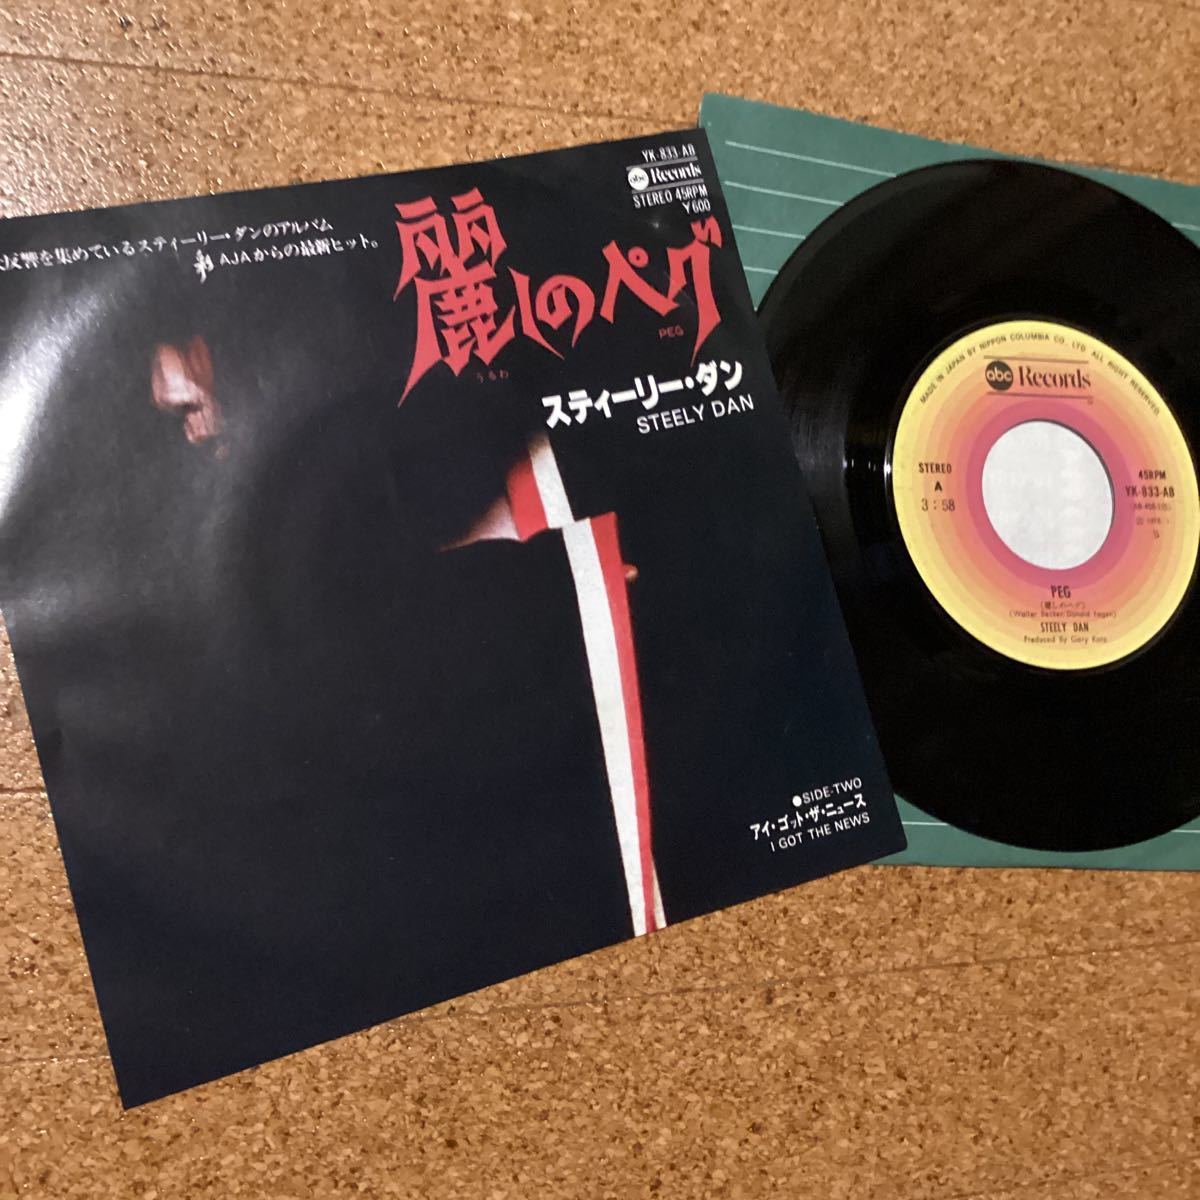 YK-833-AB
abc Records
STEREO 45RPM
¥600
反響を集めているスティーリー・ダンのアルバム
彩 AJAからの最新ヒット。
麗しのペグ
うるわ
PEG
スティーリー・ダン
STEELY DAN
●SIDE-TWO
アイ・ゴット・ザ・ニュース
I GOT THE NEWS
MADE IN JAPAN BY NIPPON COLUMBIA CO., LTD. ALL RIGHT RESERVED.
abc Records
STEREO
A
3:58
45RPM
YK-833-AB
PEG
(麗しのペグ)
(Walter Becker, Donald Fagen)
STEELY DAN
Produced By Gary Katz